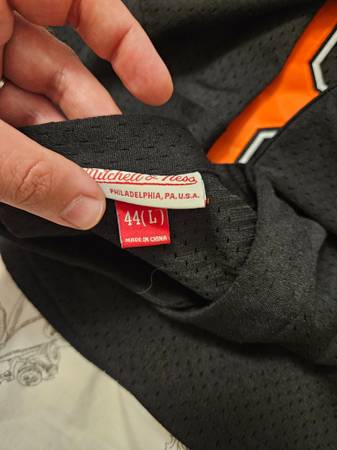 Mitchell & Ness
PHILADELPHIA, PA. U.S.A.
44(L)
MADE IN CHINA